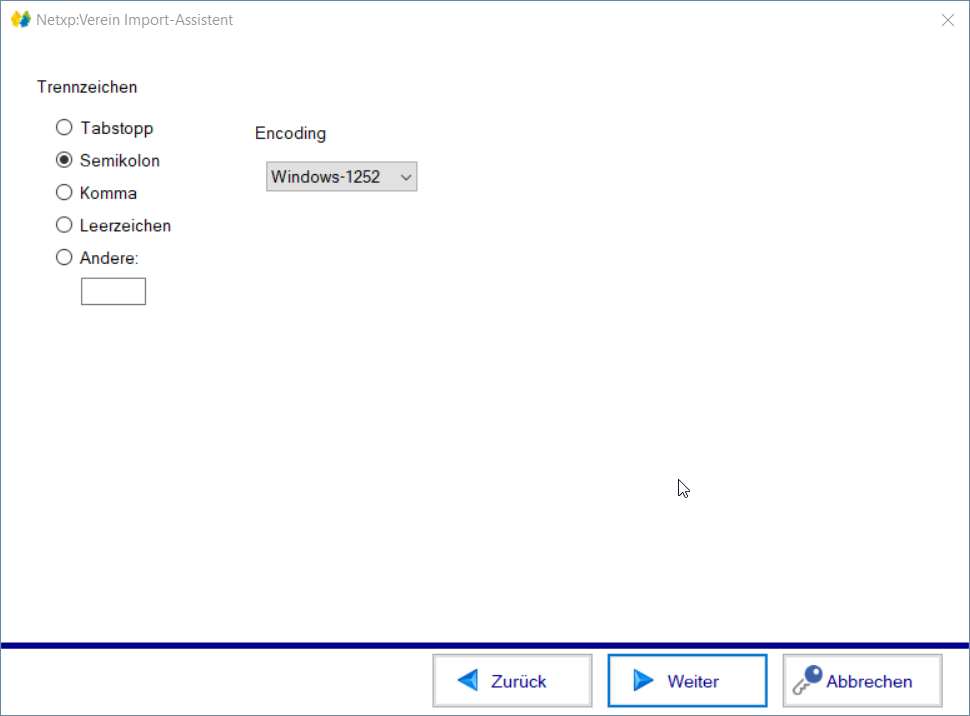 Netxp:Verein Import-Assistent
Trennzeichen
Tabstopp
Semikolon
Komma
Leerzeichen
Andere:
Encoding
Windows-1252
Zurück
Weiter
Abbrechen